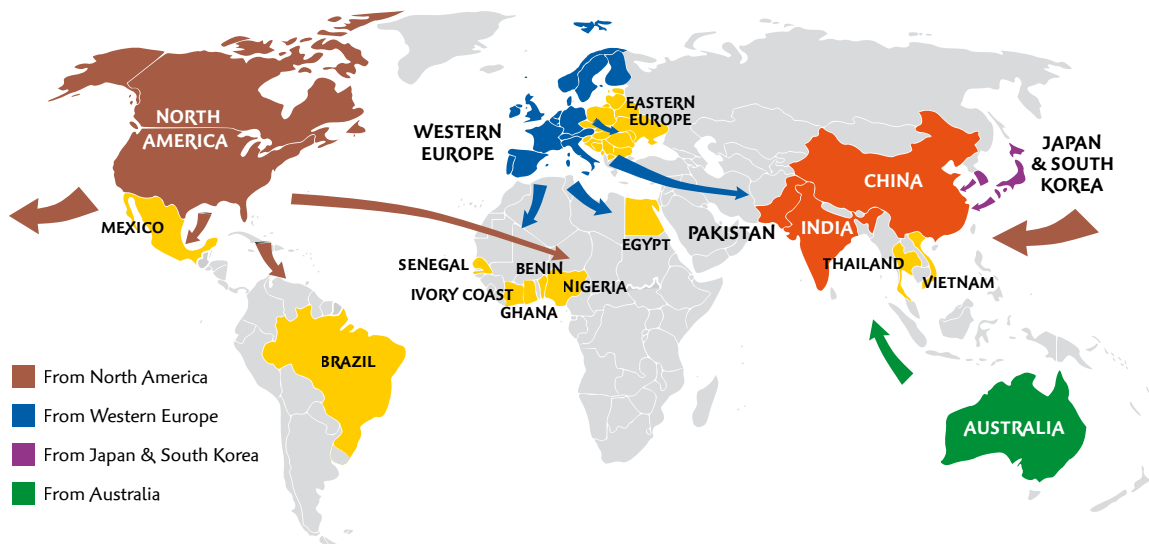 NORTH
AMERICA
WESTERN
EUROPE
EASTERN
EUROPE
JAPAN
& SOUTH
KOREA
CHINA
MEXICO
INDIA
PAKISTAN
EGYPT
SENEGAL
BENIN
THAILAND
NIGERIA
VIETNAM
IVORY COAST
GHANA
BRAZIL
AUSTRALIA
From North America
From Western Europe
From Japan & South Korea
From Australia